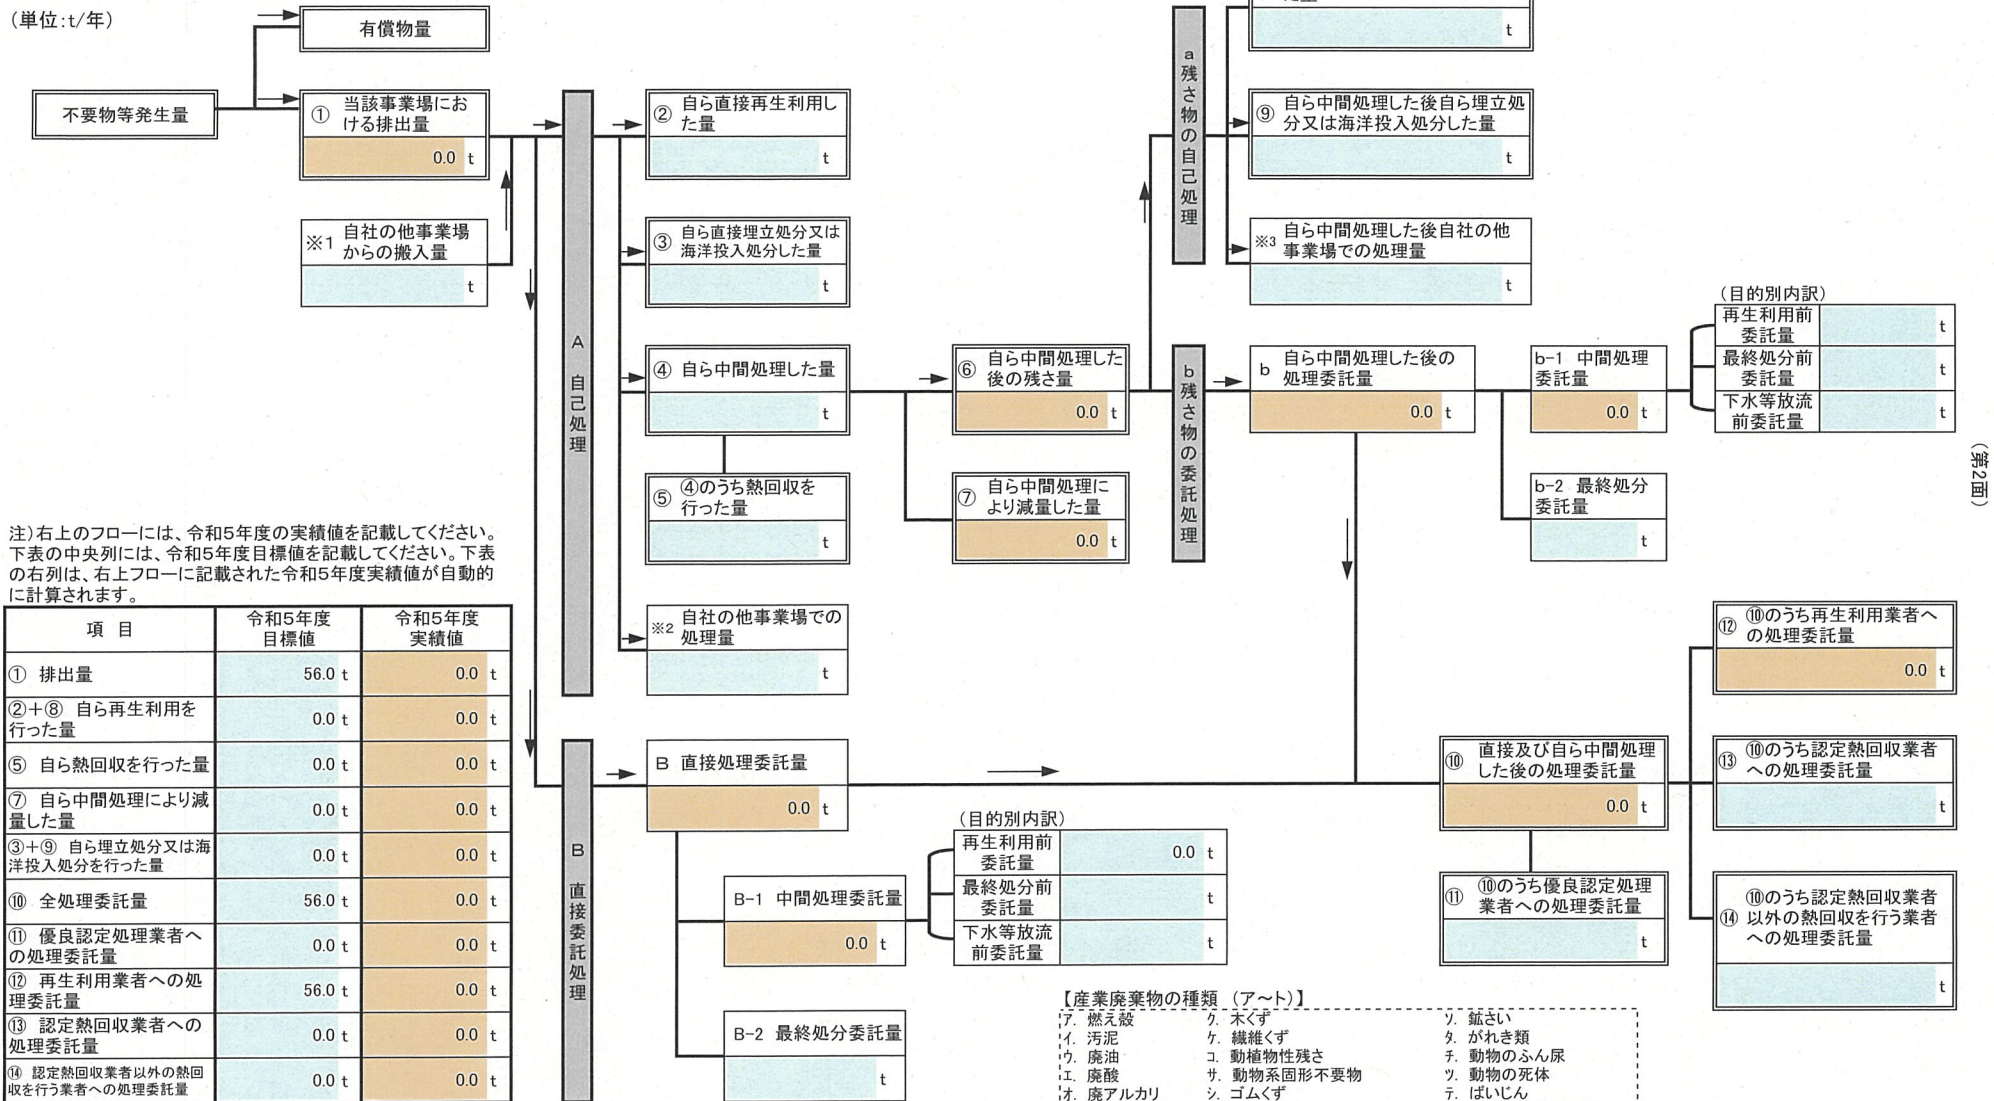 (単位:t/年)
有償物量
不要物等発生量
① 当該事業場にお
ける排出量
0.0 t
※1 自社の他事業場
からの搬入量
t
A 自己処理
② 自ら直接再生利用し
た量
t
③ 自ら直接埋立処分又は
海洋投入処分した量
t
④ 自ら中間処理した量
t
⑤ ④のうち熱回収を
行った量
t
※2 自社の他事業場での
処理量
t
⑥ 自ら中間処理した
後の残さ量
0.0 t
⑦ 自ら中間処理に
より減量した量
0.0 t
a 残さ物の自己処理
t
⑨ 自ら中間処理した後自ら埋立処
分又は海洋投入処分した量
t
※3 自ら中間処理した後自社の他
事業場での処理量
t
b 残さ物の委託処理
b 自ら中間処理した後の
処理委託量
0.0 t
b-1 中間処理
委託量
0.0 t
b-2 最終処分
委託量
t
(目的別内訳)
再生利用前
委託量
t
最終処分前
委託量
t
下水等放流
前委託量
t
(第2面)
注)右上のフローには、令和5年度の実績値を記載してください。
下表の中央列には、令和5年度目標値を記載してください。下表
の右列は、右上フローに記載された令和5年度実績値が自動的
に計算されます。
項 目 令和5年度 目標値 令和5年度 実績値
① 排出量 56.0 t 0.0 t
②+⑧ 自ら再生利用を
行った量 0.0 t 0.0 t
⑤ 自ら熱回収を行った量 0.0 t 0.0 t
⑦ 自ら中間処理により減
量した量 0.0 t 0.0 t
③+⑨ 自ら埋立処分又は海
洋投入処分を行った量 0.0 t 0.0 t
⑩ 全処理委託量 56.0 t 0.0 t
⑪ 優良認定処理業者へ
の処理委託量 0.0 t 0.0 t
⑫ 再生利用業者への処
理委託量 56.0 t 0.0 t
⑬ 認定熱回収業者への
処理委託量 0.0 t 0.0 t
⑭ 認定熱回収業者以外の熱回
収を行う業者への処理委託量 0.0 t 0.0 t
B 直接委託処理
B 直接処理委託量
0.0 t
B-1 中間処理委託量
0.0 t
B-2 最終処分委託量
t
(目的別内訳)
再生利用前
委託量
0.0 t
最終処分前
委託量
t
下水等放流
前委託量
t
⑩ 直接及び自ら中間処理
した後の処理委託量
0.0 t
⑪ ⑩のうち優良認定処理
業者への処理委託量
t
⑫ ⑩のうち再生利用業者へ
の処理委託量
0.0 t
⑬ ⑩のうち認定熱回収業者
への処理委託量
t
⑭ ⑩のうち認定熱回収業者
以外の熱回収を行う業者
への処理委託量
t
【産業廃棄物の種類 (ア~ト)】
ア. 燃え殻 ク. 木くず ソ. 鉱さい
イ. 汚泥 ケ. 繊維くず タ. がれき類
ウ. 廃油 コ. 動植物性残さ チ. 動物のふん尿
エ. 廃酸 サ. 動物系固形不要物 ツ. 動物の死体
オ. 廃アルカリ シ. ゴムくず テ. ばいじん